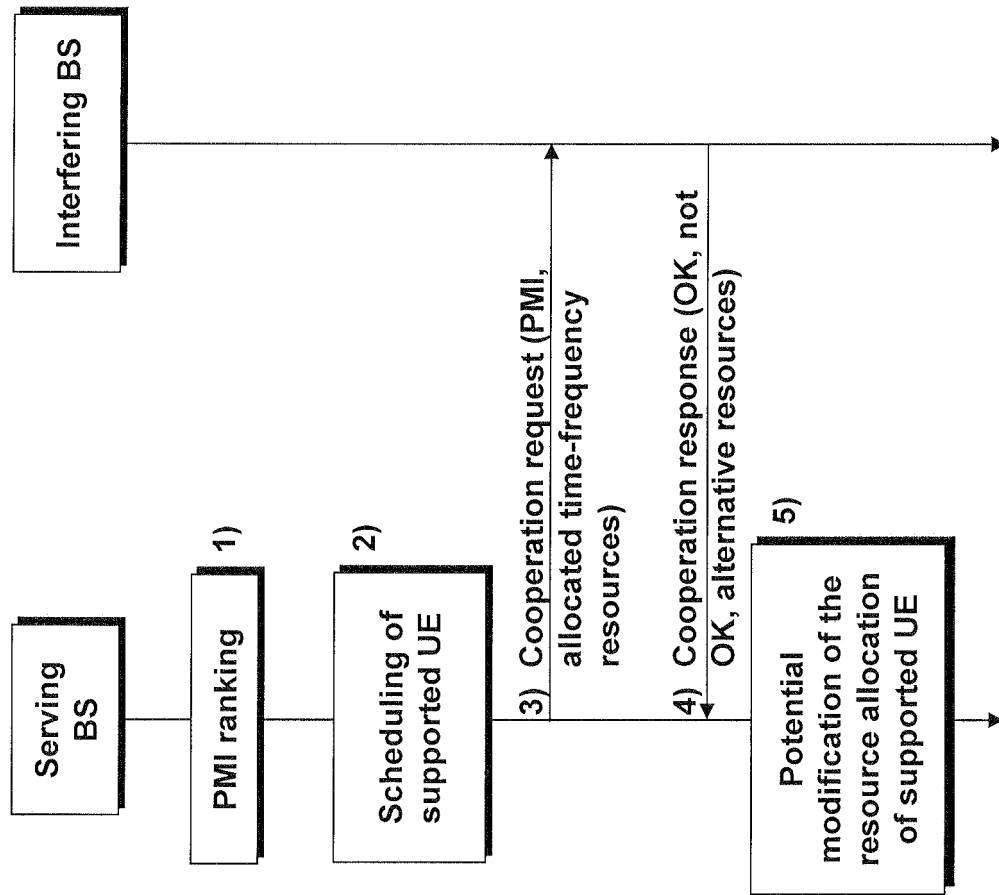 Serving
BS
Interfering BS
PMI ranking
1)
Scheduling of
supported UE
2)
3) Cooperation request (PMI,
allocated time-frequency
resources)
4) Cooperation response (OK, not
OK, alternative resources)
Potential
modification of the
resource allocation
of supported UE
5)